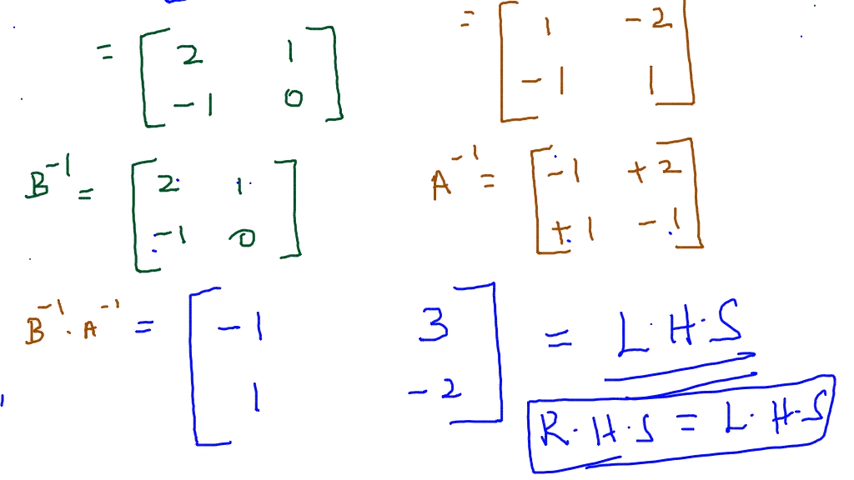 = [ 2 1
-1 0 ]
= [ 1 -2
-1 1 ]
B⁻¹ = [ 2 1
-1 0 ]
A⁻¹ = [ -1 +2
+1 -1 ]
B⁻¹ · A⁻¹ = [ -1 3
1 -2 ] = L·H·S
R·H·S = L·H·S